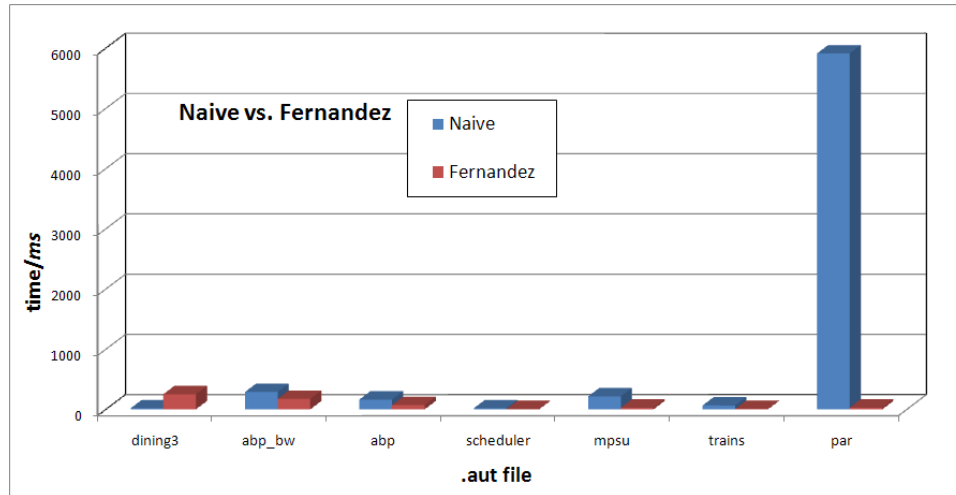 6000
5000
4000
3000
2000
1000
0
time/ms
Naive vs. Fernandez
Naive
Fernandez
dining3 abp_bw abp scheduler mpsu trains par
.aut file